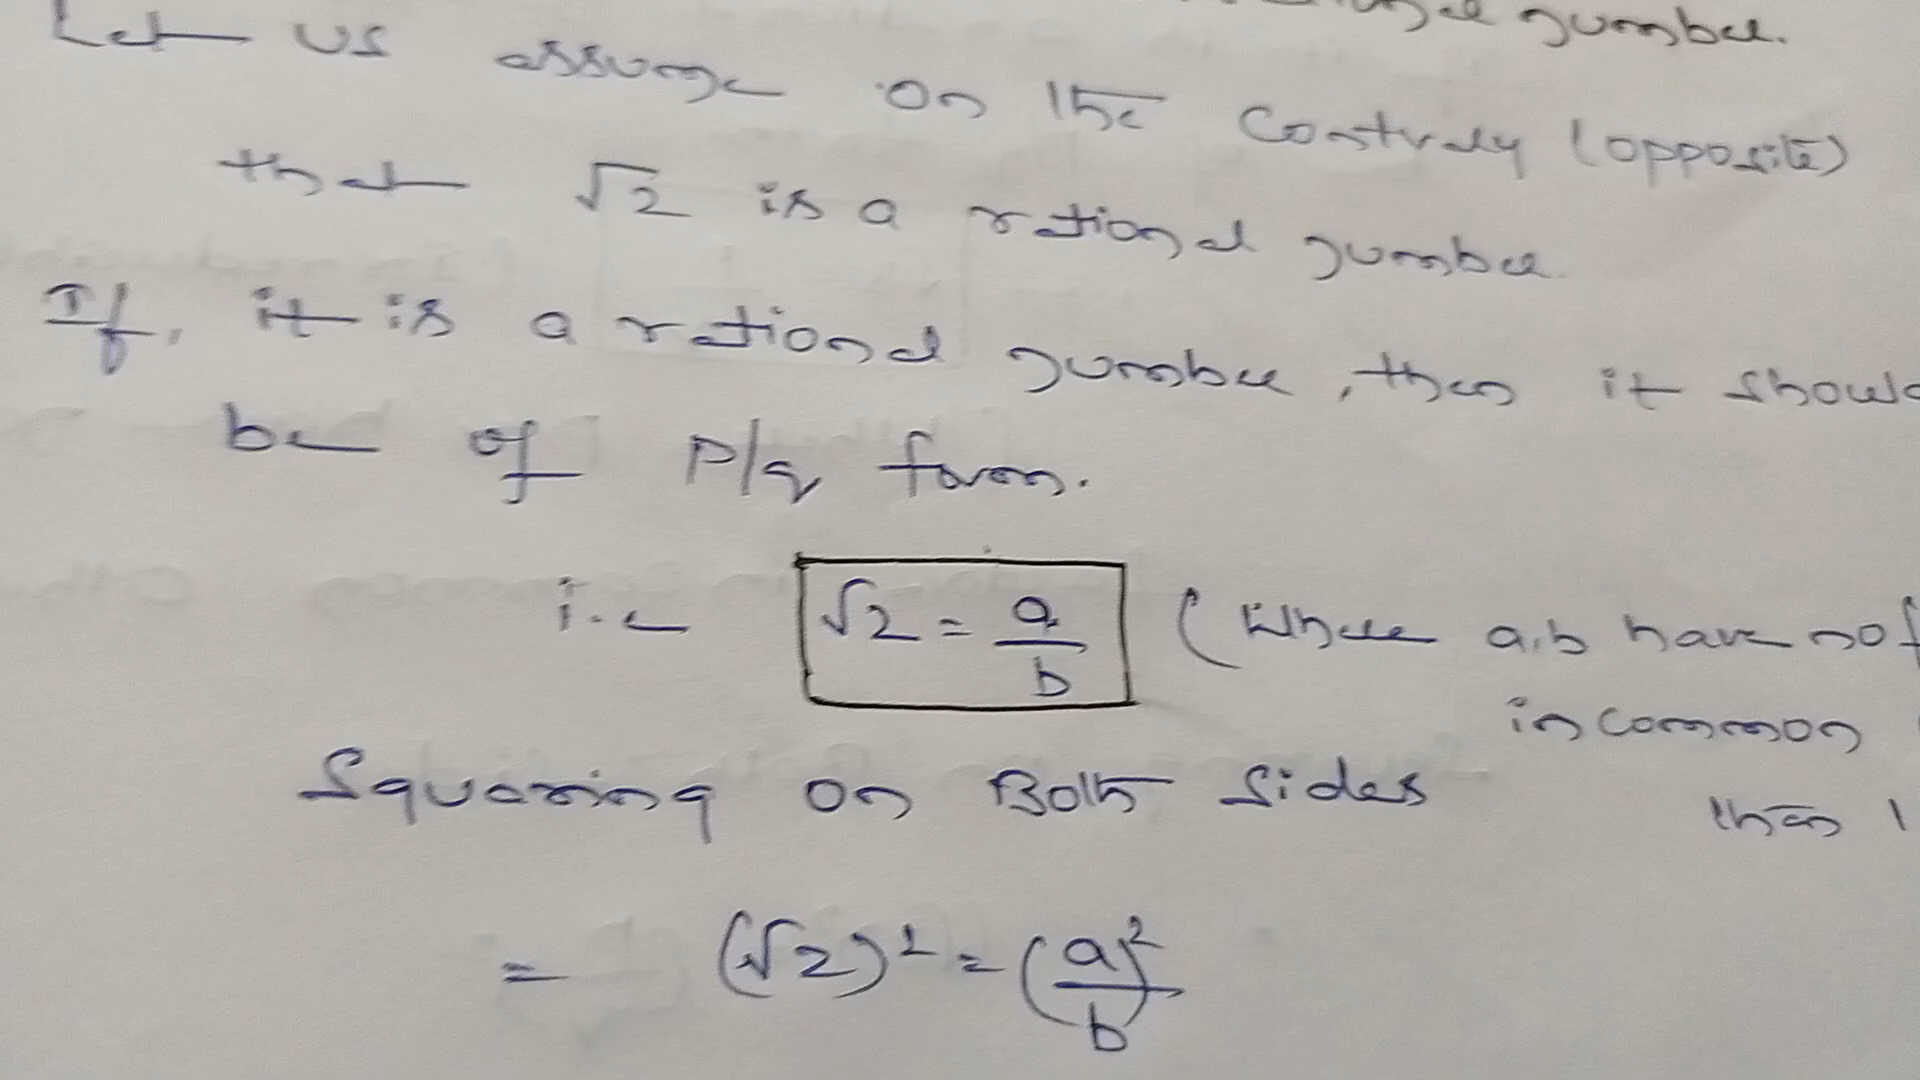 number.
Let us assume on the contrary (opposite)
that √2 is a rational number.
If, it is a rational number, then it should
be of P/q form.
i.e √2 = a/b (Where a,b have no f
in common
than 1
Squaring on Both sides
= (√2)² = (a/b)²